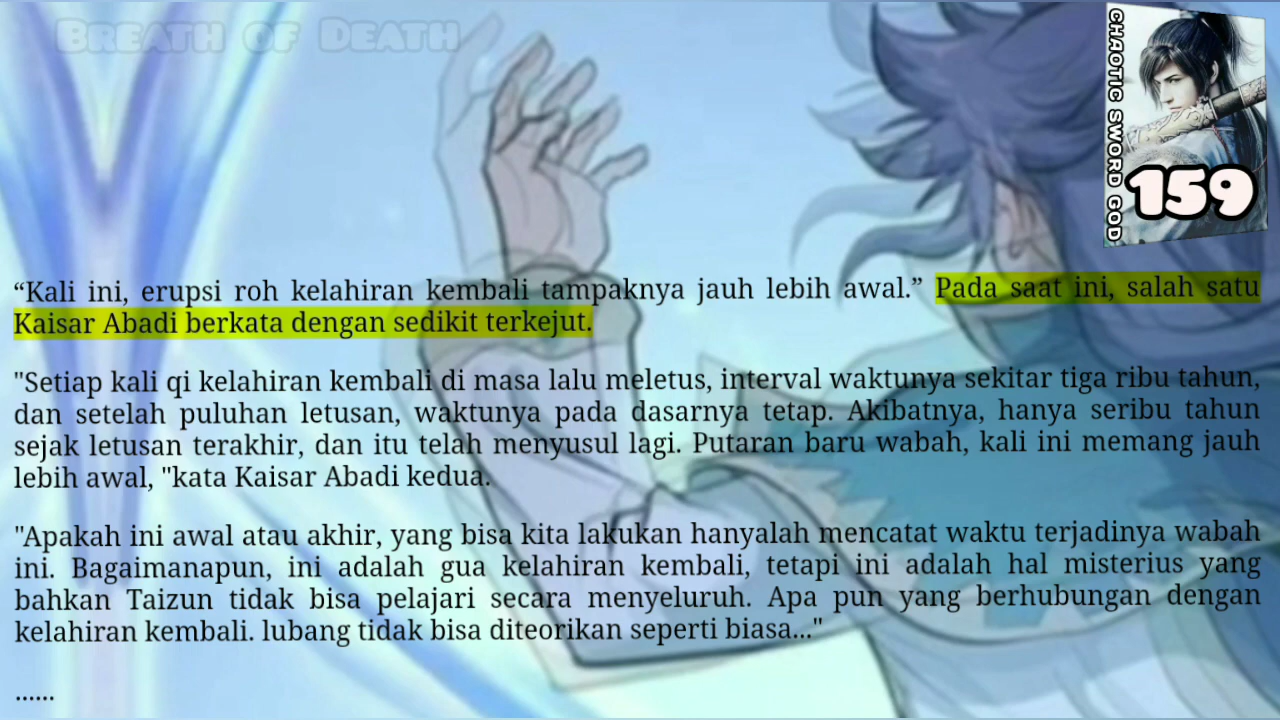 BREATH OF DEATH
CHAOTIC SWORD GOD
159
“Kali ini, erupsi roh kelahiran kembali tampaknya jauh lebih awal.” Pada saat ini, salah satu
Kaisar Abadi berkata dengan sedikit terkejut.
"Setiap kali qi kelahiran kembali di masa lalu meletus, interval waktunya sekitar tiga ribu tahun,
dan setelah puluhan letusan, waktunya pada dasarnya tetap. Akibatnya, hanya seribu tahun
sejak letusan terakhir, dan itu telah menyusul lagi. Putaran baru wabah, kali ini memang jauh
lebih awal, "kata Kaisar Abadi kedua.
"Apakah ini awal atau akhir, yang bisa kita lakukan hanyalah mencatat waktu terjadinya wabah
ini. Bagaimanapun, ini adalah gua kelahiran kembali, tetapi ini adalah hal misterius yang
bahkan Taizun tidak bisa pelajari secara menyeluruh. Apa pun yang berhubungan dengan
kelahiran kembali. lubang tidak bisa diteorikan seperti biasa..."
......